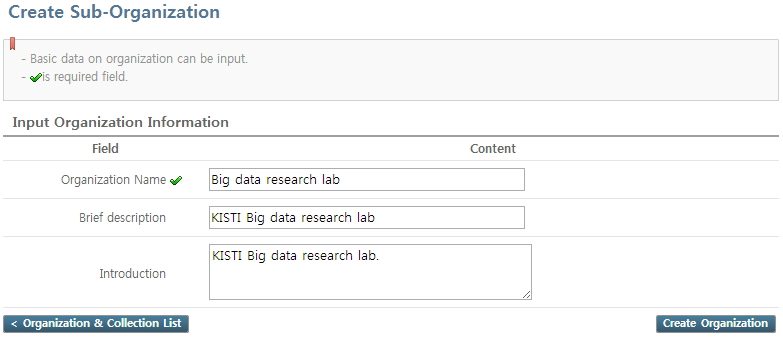 Create Sub-Organization
- Basic data on organization can be input.
- is required field.
Input Organization Information
Field Content
Organization Name Big data research lab
Brief description KISTI Big data research lab
Introduction KISTI Big data research lab.
< Organization & Collection List Create Organization